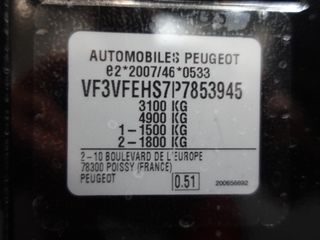 AUTOMOBILES PEUGEOT
e2*2007/46*0533
VF3VFEHS7P7853945
3100 KG
4900 KG
1-1500 KG
2-1800 KG
2-10 BOULEVARD DE L'EUROPE
78300 POISSY (FRANCE)
PEUGEOT 0.51 200656692